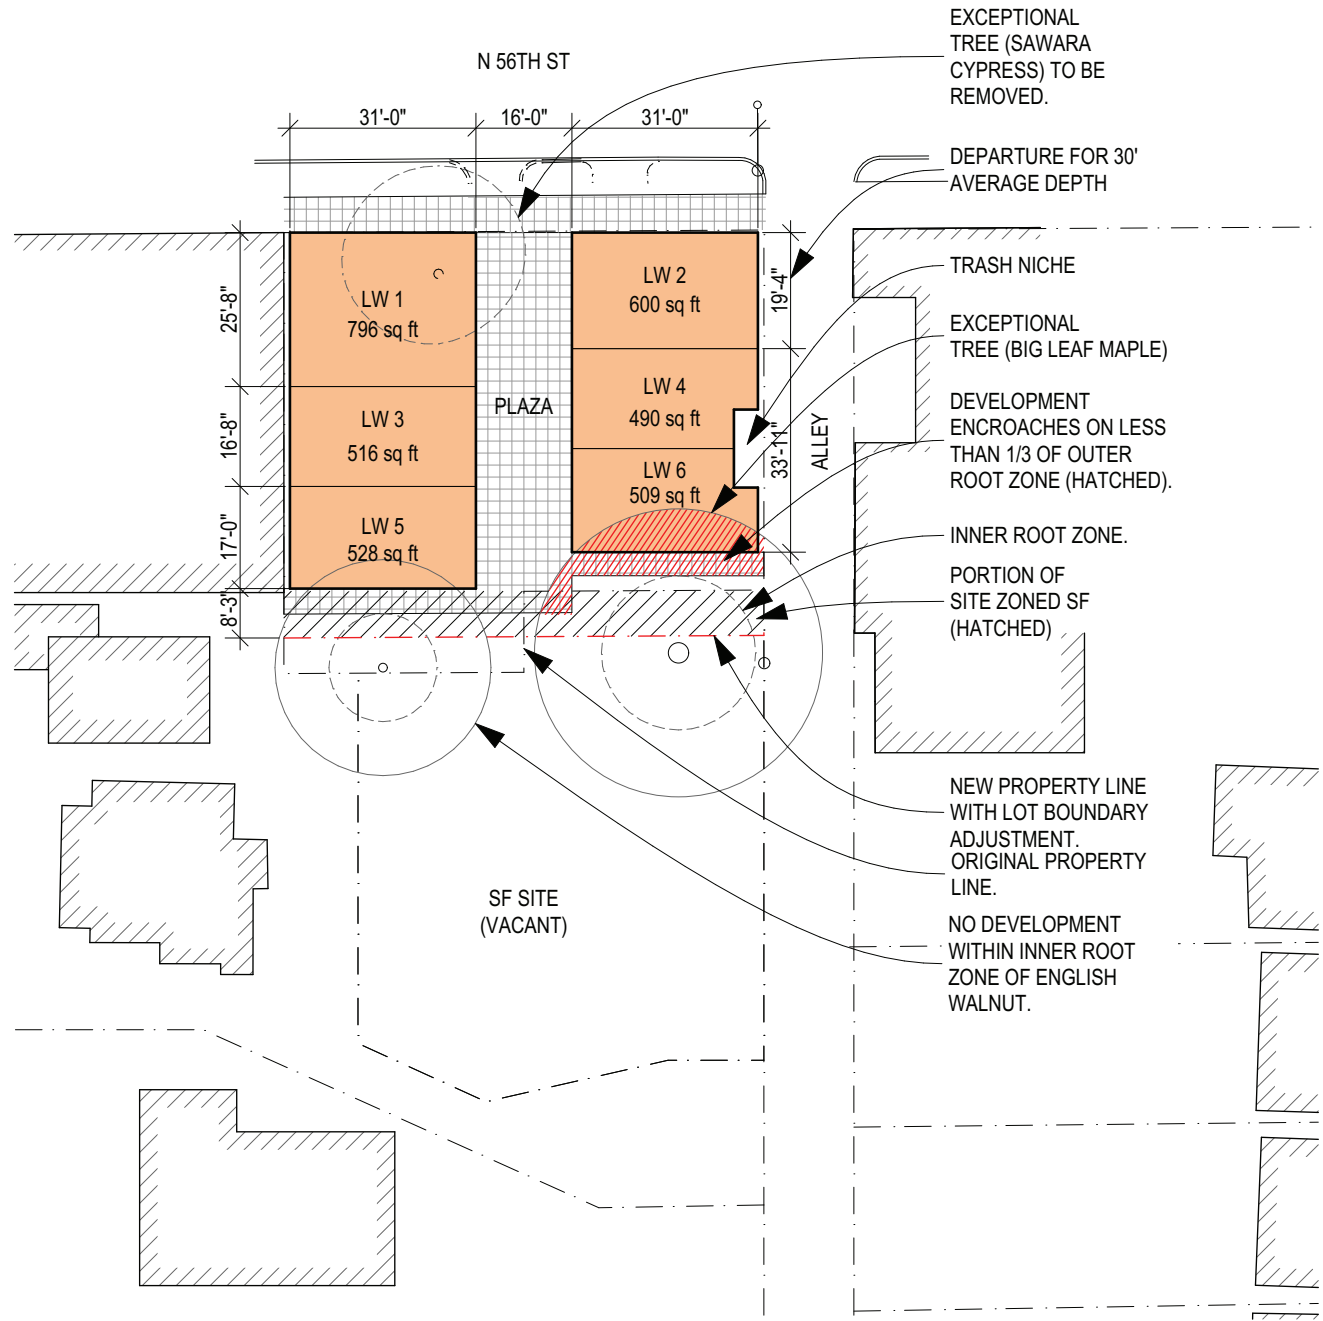 N 56TH ST
31'-0"
16'-0"
31'-0"
EXCEPTIONAL
TREE (SAWARA
CYPRESS) TO BE
REMOVED.
DEPARTURE FOR 30'
AVERAGE DEPTH
TRASH NICHE
EXCEPTIONAL
TREE (BIG LEAF MAPLE)
DEVELOPMENT
ENCROACHES ON LESS
THAN 1/3 OF OUTER
ROOT ZONE (HATCHED).
INNER ROOT ZONE.
PORTION OF
SITE ZONED SF
(HATCHED)
NEW PROPERTY LINE
WITH LOT BOUNDARY
ADJUSTMENT.
ORIGINAL PROPERTY
LINE.
NO DEVELOPMENT
WITHIN INNER ROOT
ZONE OF ENGLISH
WALNUT.
25'-8"
16'-8"
17'-0"
8'-3"
LW 1
796 sq ft
LW 3
516 sq ft
LW 5
528 sq ft
PLAZA
LW 2
600 sq ft
LW 4
490 sq ft
LW 6
509 sq ft
19'-4"
33'-11"
ALLEY
SF SITE
(VACANT)